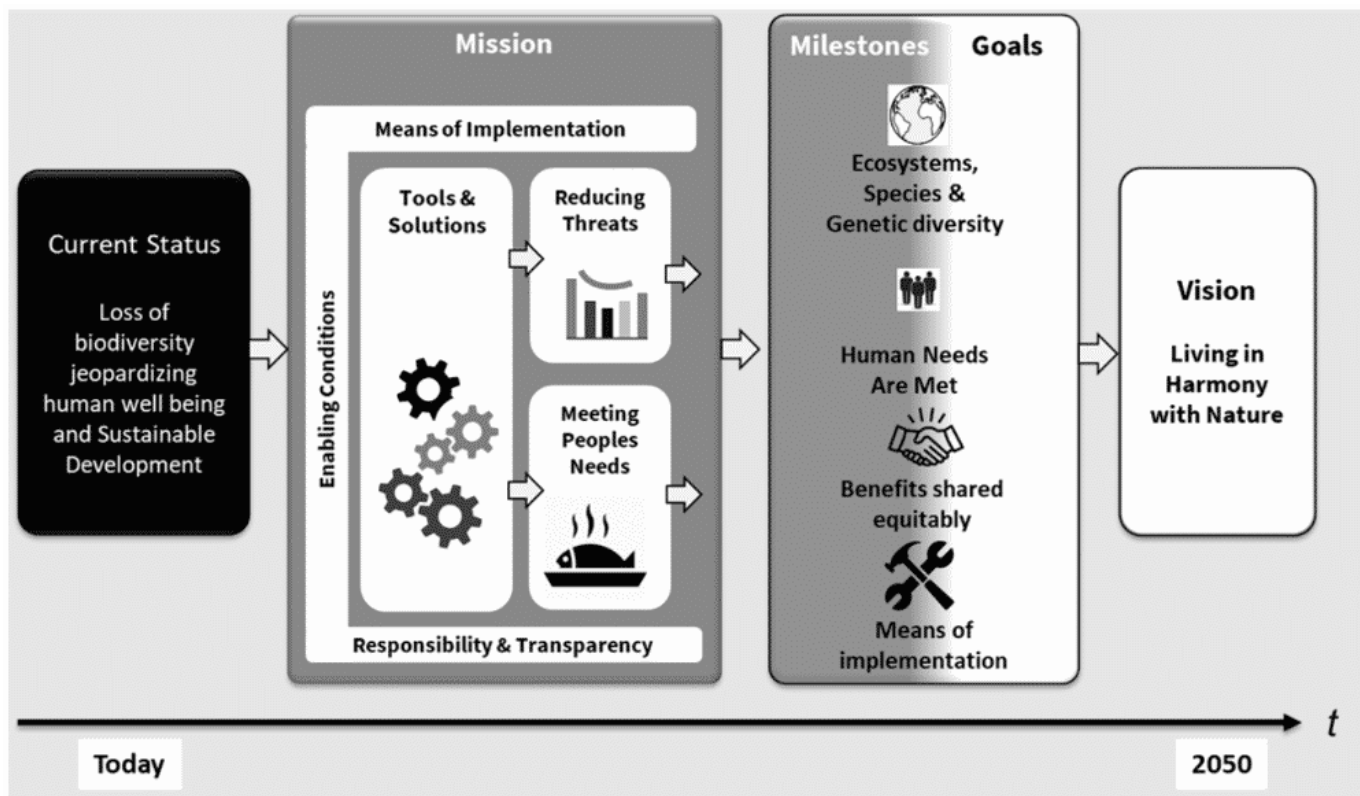 Current Status
Loss of
biodiversity
jeopardizing
human well being
and Sustainable
Development
Mission
Means of Implementation
Enabling Conditions
Tools &
Solutions
Reducing
Threats
Meeting
Peoples
Needs
Responsibility & Transparency
Milestones Goals
Ecosystems,
Species &
Genetic diversity
Human Needs
Are Met
Benefits shared
equitably
Means of
implementation
Vision
Living in
Harmony
with Nature
t
Today
2050